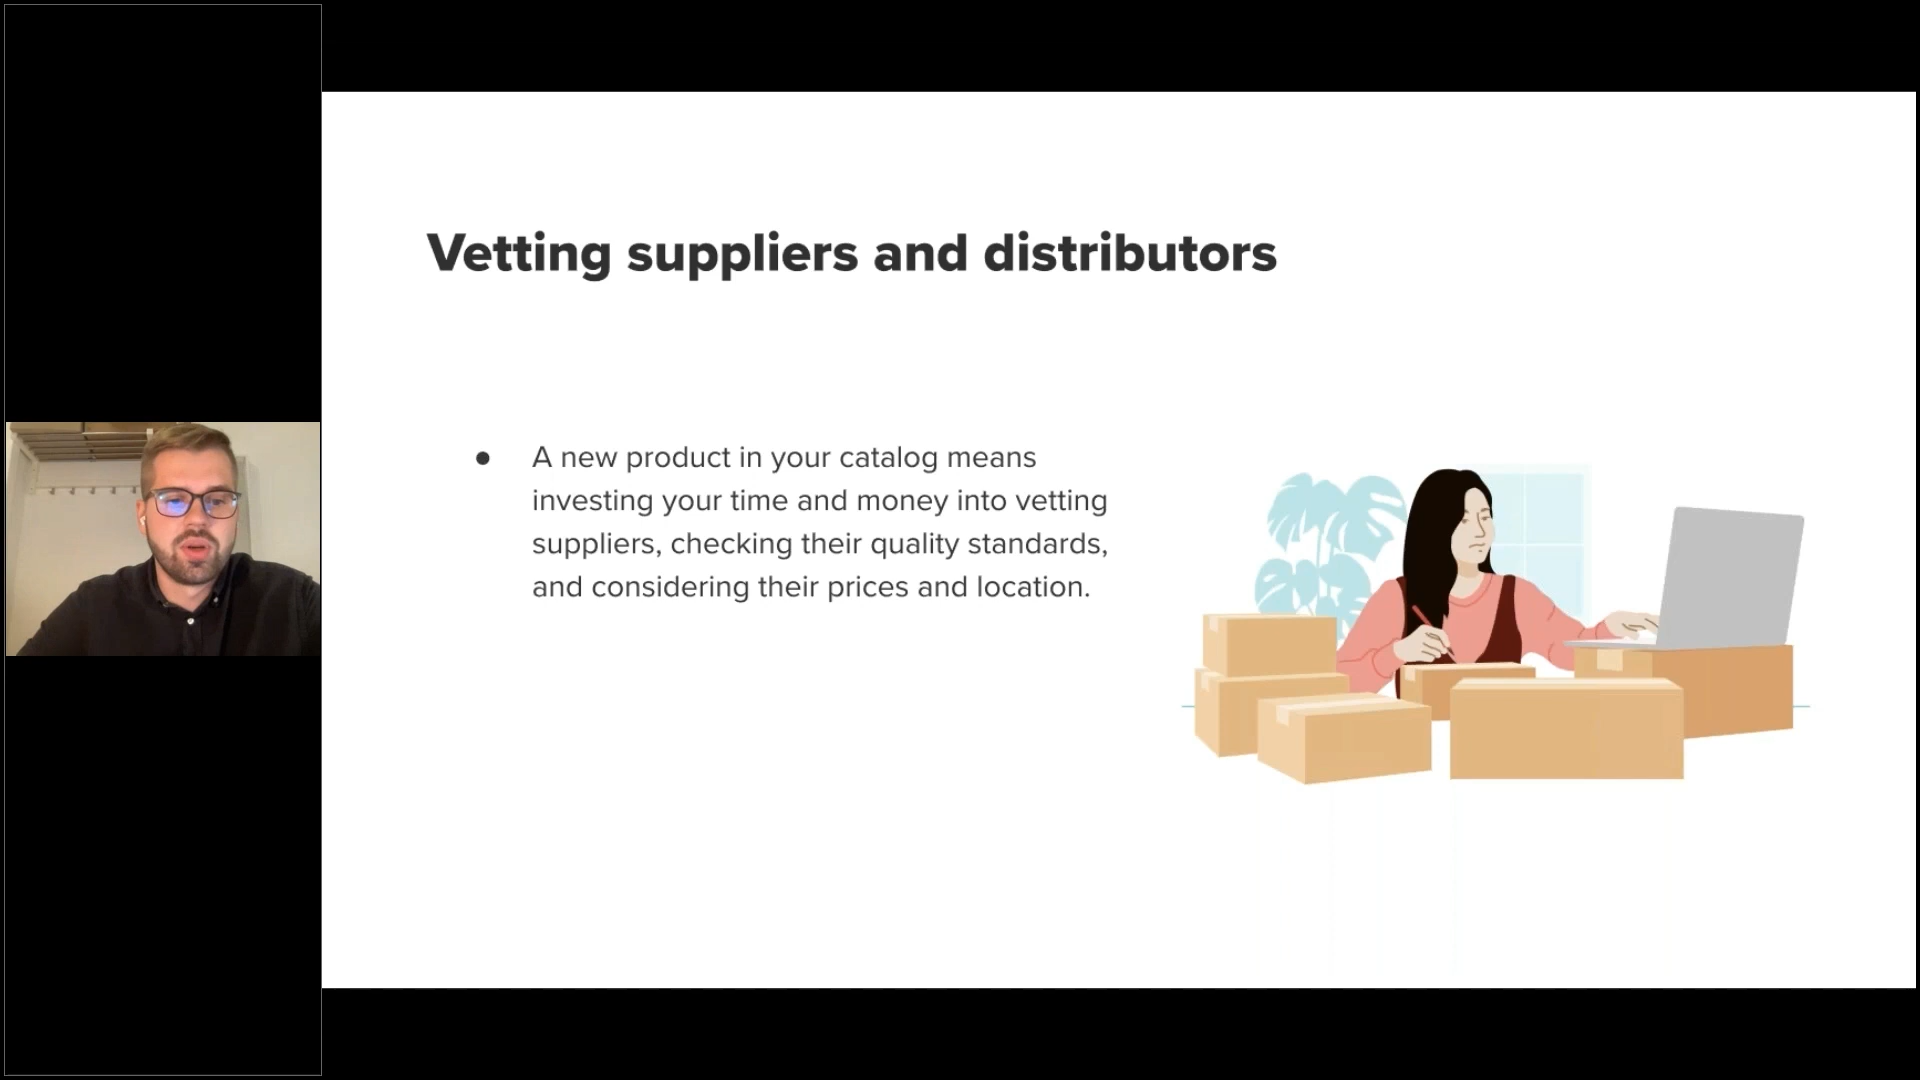 Vetting suppliers and distributors
● A new product in your catalog means
investing your time and money into vetting
suppliers, checking their quality standards,
and considering their prices and location.